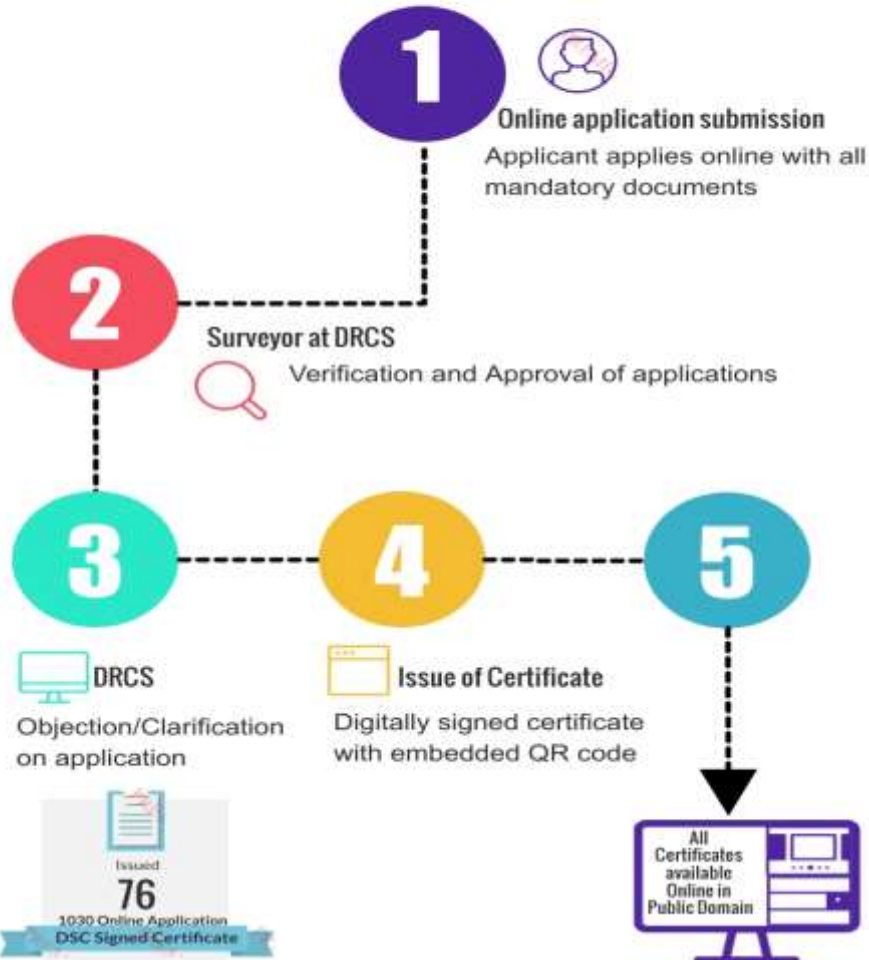 1
Online application submission
Applicant applies online with all
mandatory documents
2
Surveyor at DRCS
Verification and Approval of applications
3
4
5
DRCS
Objection/Clarification
on application
Issue of Certificate
Digitally signed certificate
with embedded QR code
Issued
76
1030 Online Application
DSC Signed Certificate
All
Certificates
available
Online in
Public Domain